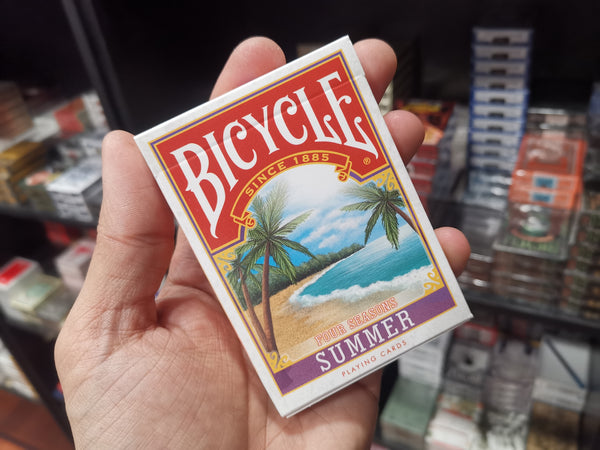 BICYCLE®
SINCE 1885
FOUR SEASONS
SUMMER
PLAYING CARDS